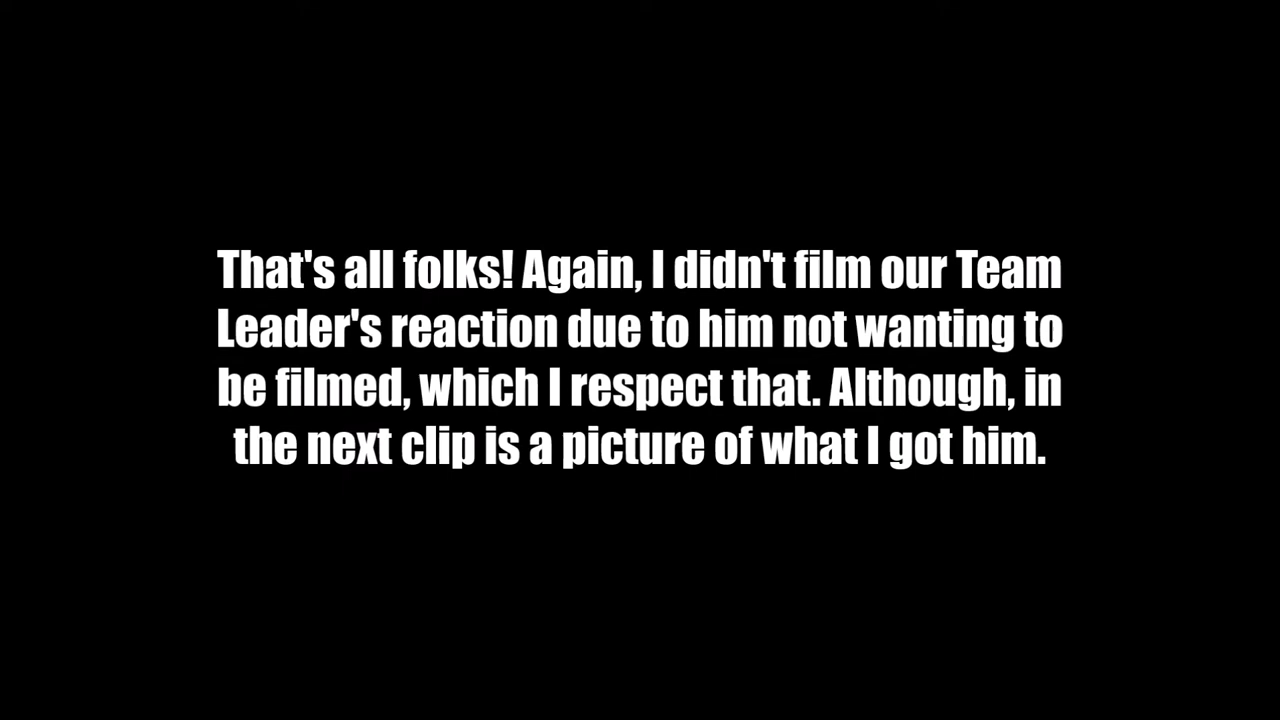 That's all folks! Again, I didn't film our Team
Leader's reaction due to him not wanting to
be filmed, which I respect that. Although, in
the next clip is a picture of what I got him.